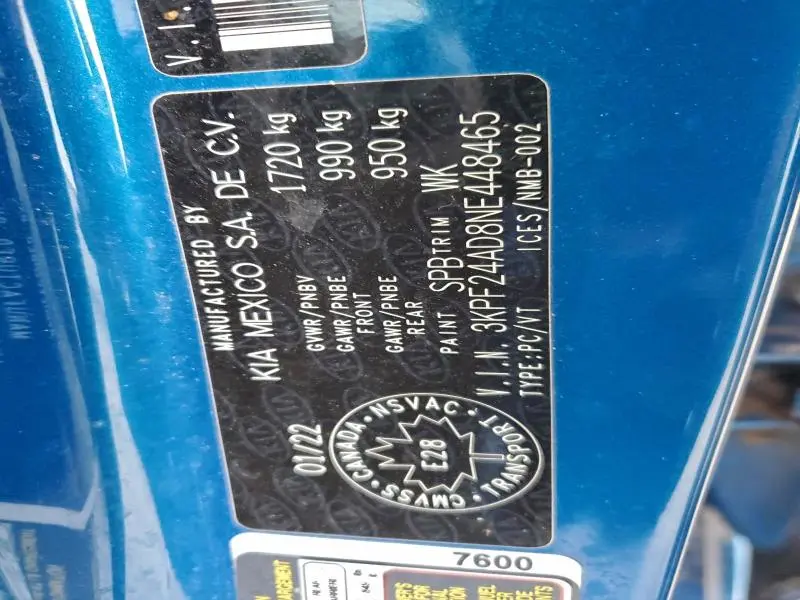 V.I.
MANUFACTURED BY
KIA MEXICO S.A. DE C.V.
01/22
GVWR/PNBV 1720 kg
GAWR/PNBE FRONT 990 kg
GAWR/PNBE REAR 950 kg
PAINT SPB TRIM WK
V.I.N. 3KPF24AD8NE448465
TYPE:PC/VT ICES/NMB-002
CANADA • NSVAC • TRANSPORT • CMVSS
E28
7600